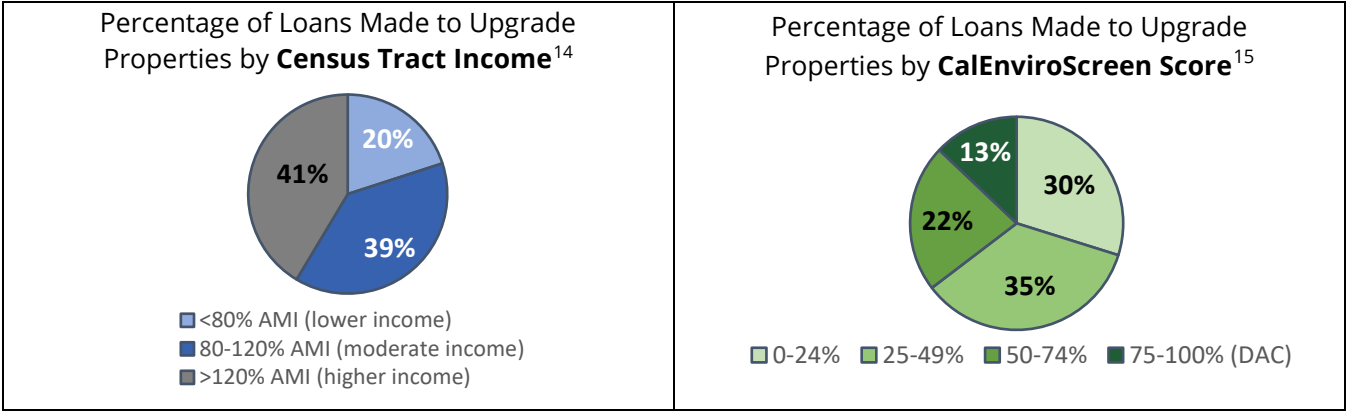 Percentage of Loans Made to Upgrade
Properties by Census Tract Income14
20%
41%
39%
<80% AMI (lower income)
80-120% AMI (moderate income)
>120% AMI (higher income)
Percentage of Loans Made to Upgrade
Properties by CalEnviroScreen Score15
13%
30%
22%
35%
0-24% 25-49% 50-74% 75-100% (DAC)